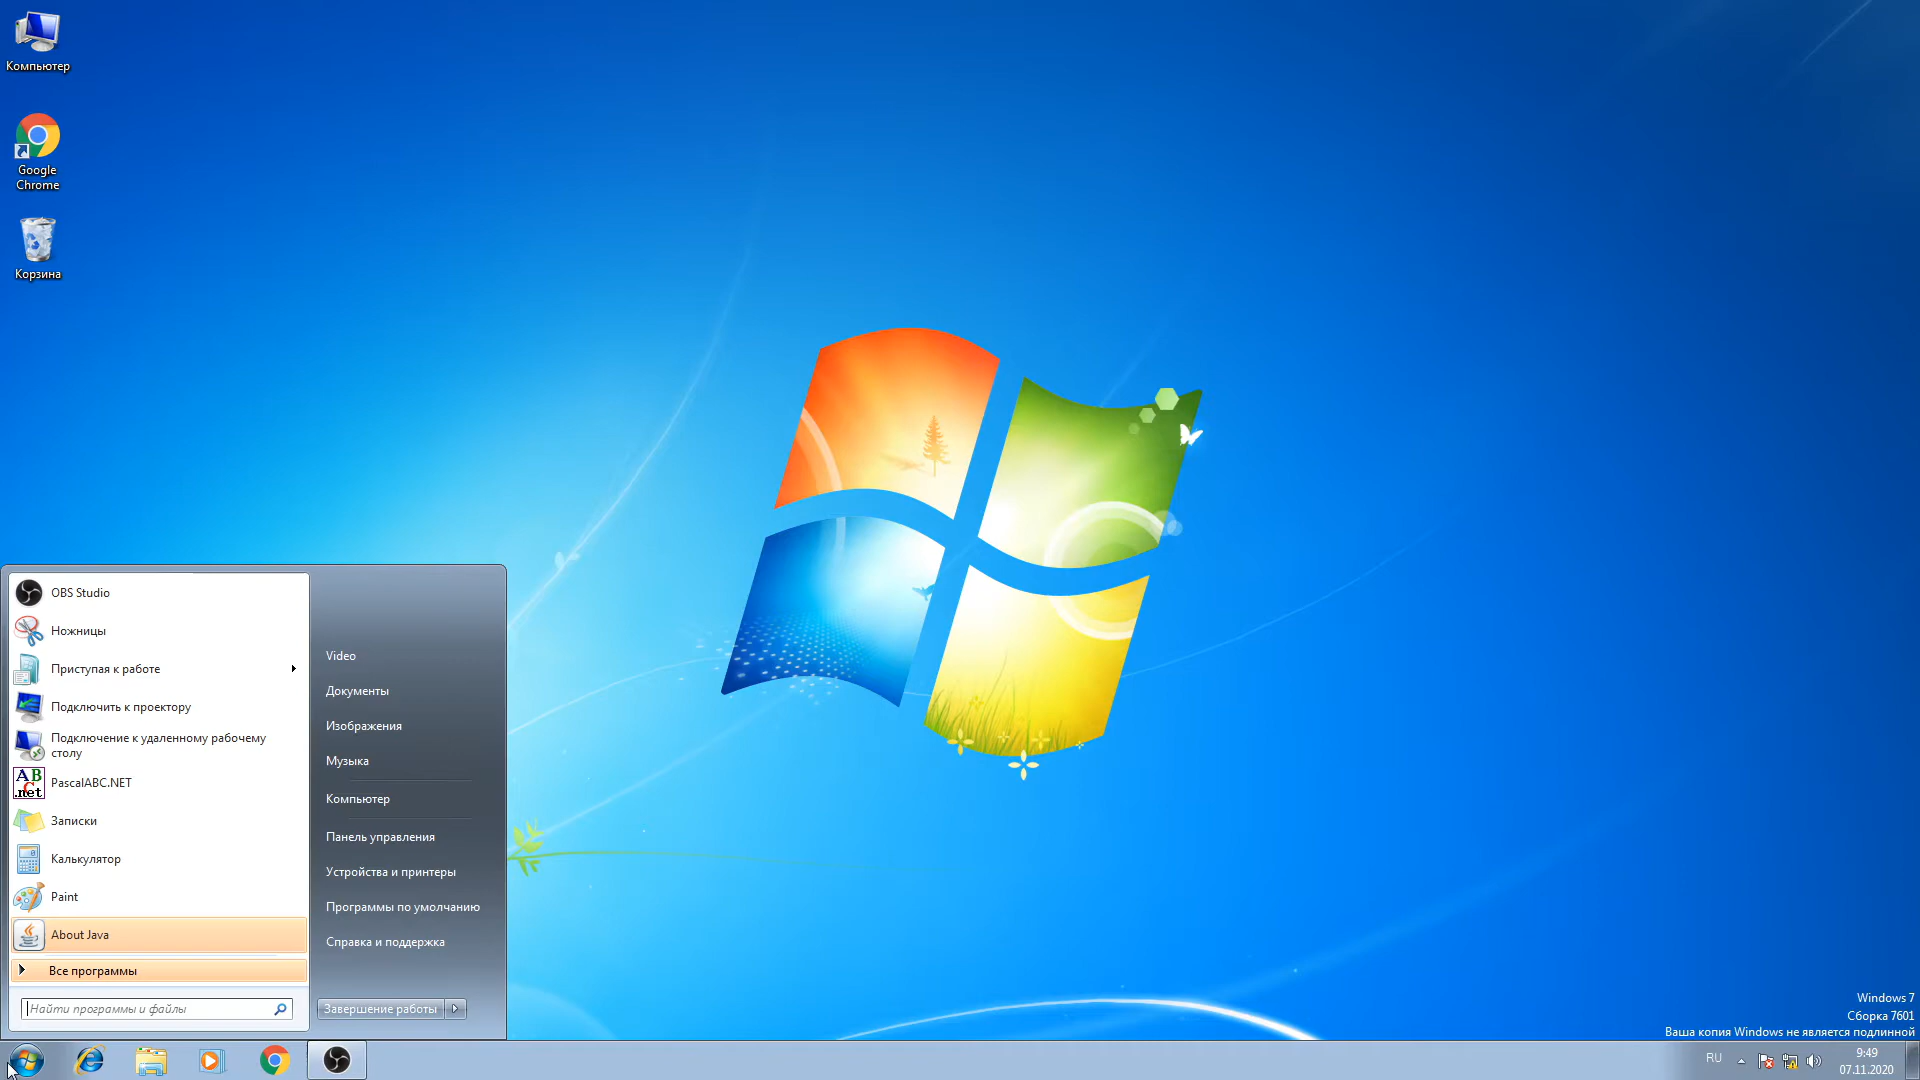 Компьютер
Google
Chrome
Корзина
OBS Studio
Ножницы
Приступая к работе
Подключить к проектору
Подключение к удаленному рабочему
столу
AB
C
.net
PascalABC.NET
Записки
Калькулятор
Paint
About Java
Все программы
Найти программы и файлы
Video
Документы
Изображения
Музыка
Компьютер
Панель управления
Устройства и принтеры
Программы по умолчанию
Справка и поддержка
Завершение работы
Windows 7
Сборка 7601
Ваша копия Windows не является подлинной
RU
9:49
07.11.2020